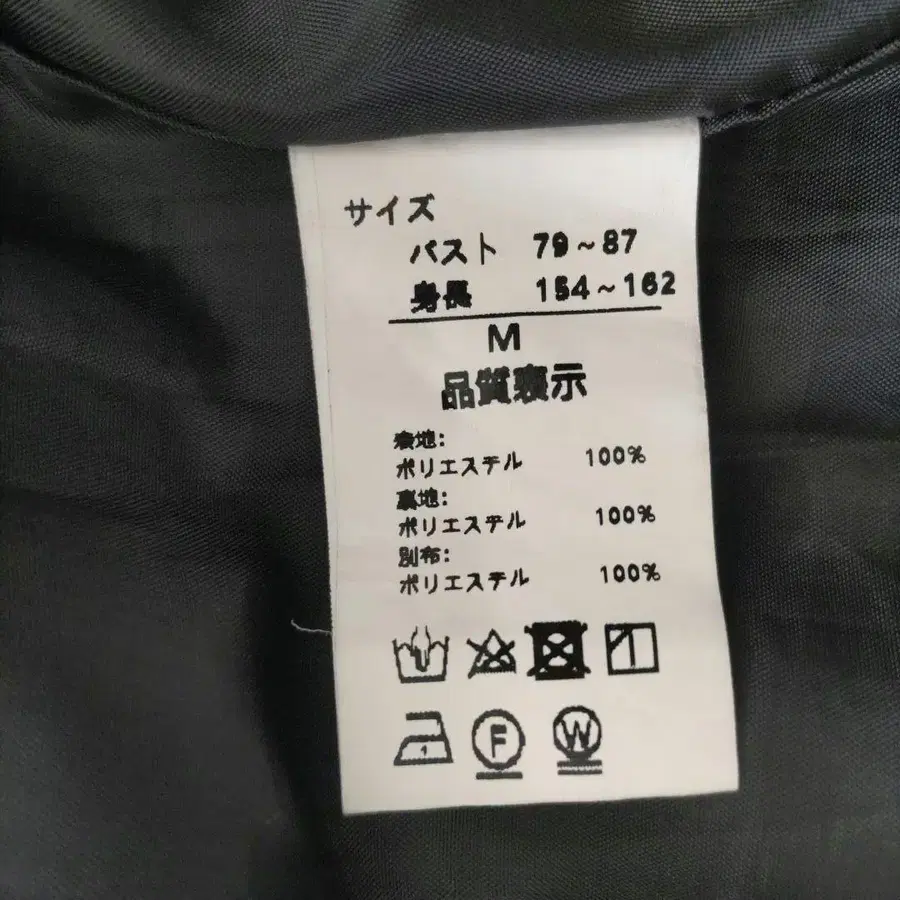 サイズ
バスト 79~87
身長 154~162
M
品質表示
表地:
ポリエステル 100%
裏地:
ポリエステル 100%
別布:
ポリエステル 100%
F W